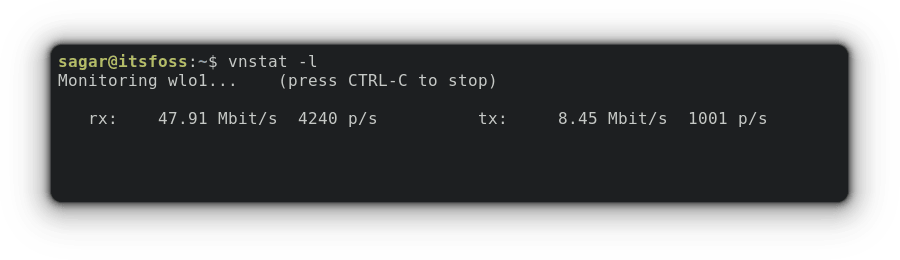 sagar@itsfoss:~$ vnstat -l
Monitoring wlo1...    (press CTRL-C to stop)
   rx:    47.91 Mbit/s  4240 p/s          tx:     8.45 Mbit/s  1001 p/s